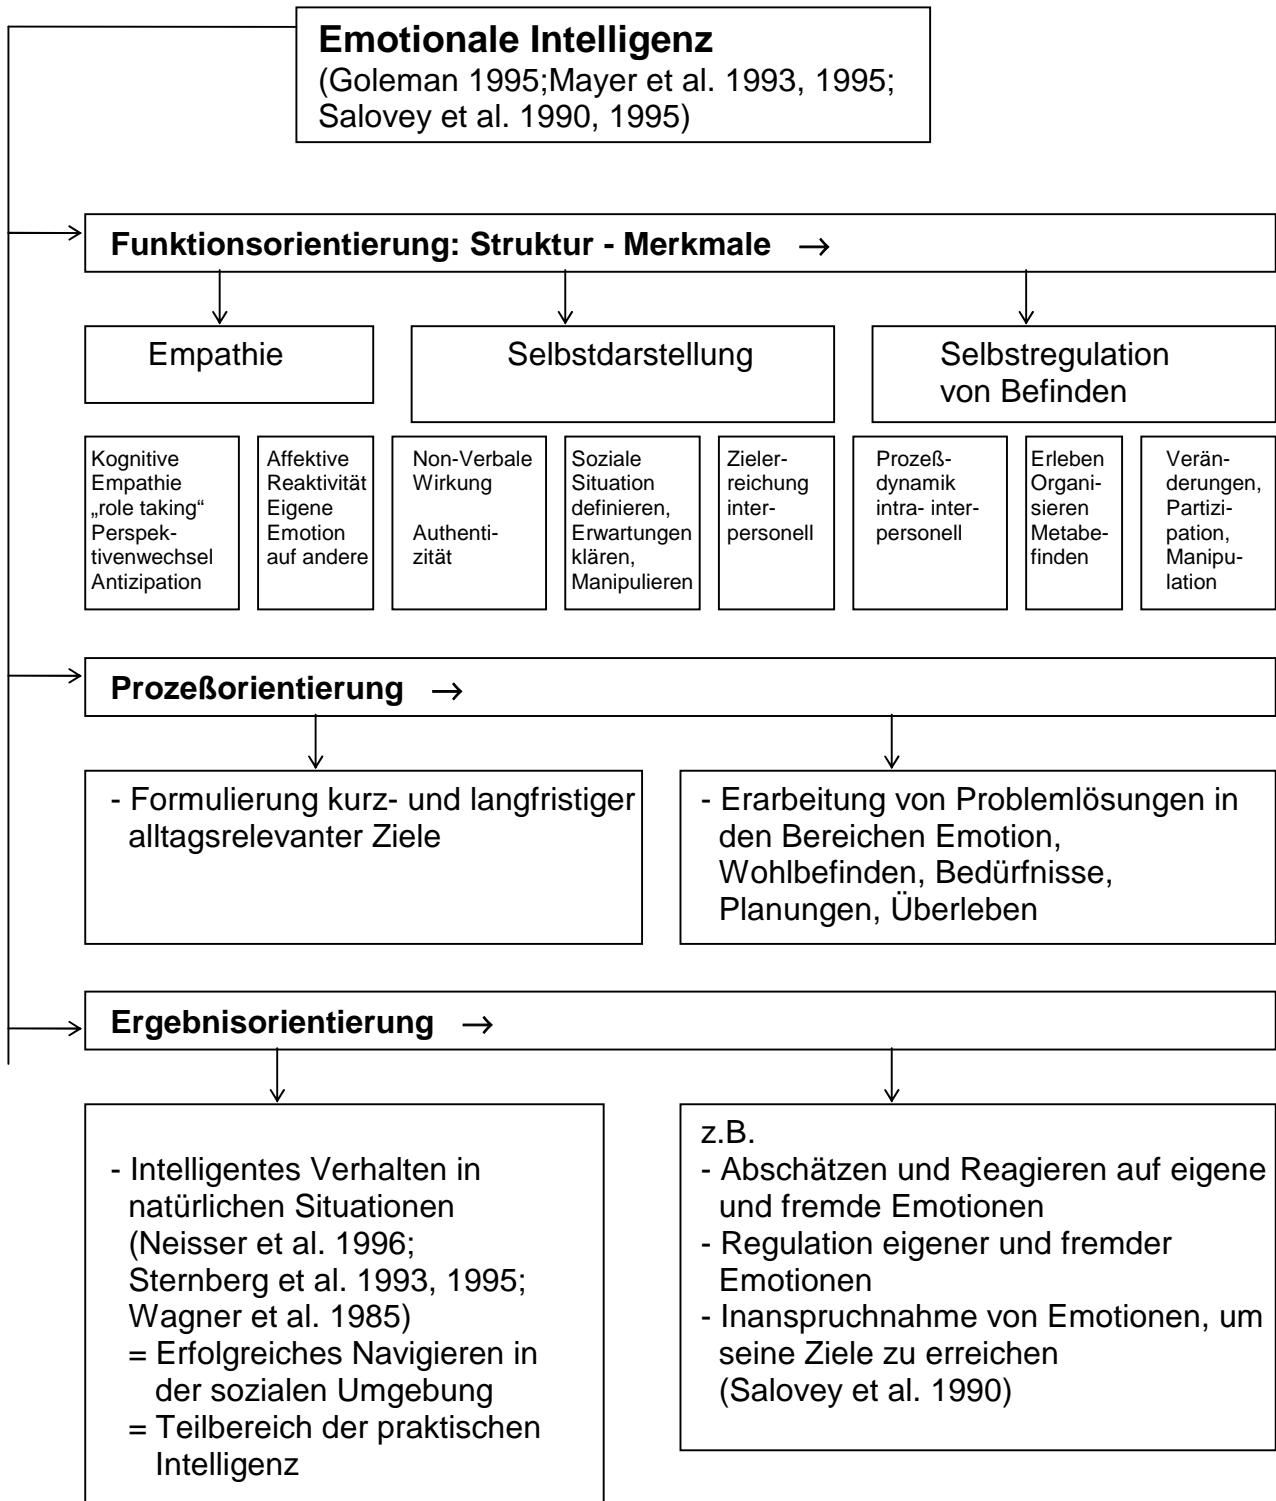 Emotionale Intelligenz
(Goleman 1995;Mayer et al. 1993, 1995;
Salovey et al. 1990, 1995)
Funktionsorientierung: Struktur - Merkmale →
Empathie
Selbstdarstellung
Selbstregulation
von Befinden
Kognitive
Empathie
„role taking“
Perspek-
tivenwechsel
Antizipation
Affektive
Reaktivität
Eigene
Emotion
auf andere
Non-Verbale
Wirkung
Authenti-
zität
Soziale
Situation
definieren,
Erwartungen
klären,
Manipulieren
Zieler-
reichung
inter-
personell
Prozeß-
dynamik
intra- inter-
personell
Erleben
Organi-
sieren
Metabe-
finden
Verän-
derungen,
Partizi-
pation,
Manipu-
lation
Prozeßorientierung →
- Formulierung kurz- und langfristiger
alltagsrelevanter Ziele
- Erarbeitung von Problemlösungen in
den Bereichen Emotion,
Wohlbefinden, Bedürfnisse,
Planungen, Überleben
Ergebnisorientierung →
- Intelligentes Verhalten in
natürlichen Situationen
(Neisser et al. 1996;
Sternberg et al. 1993, 1995;
Wagner et al. 1985)
= Erfolgreiches Navigieren in
der sozialen Umgebung
= Teilbereich der praktischen
Intelligenz
z.B.
- Abschätzen und Reagieren auf eigene
und fremde Emotionen
- Regulation eigener und fremder
Emotionen
- Inanspruchnahme von Emotionen, um
seine Ziele zu erreichen
(Salovey et al. 1990)